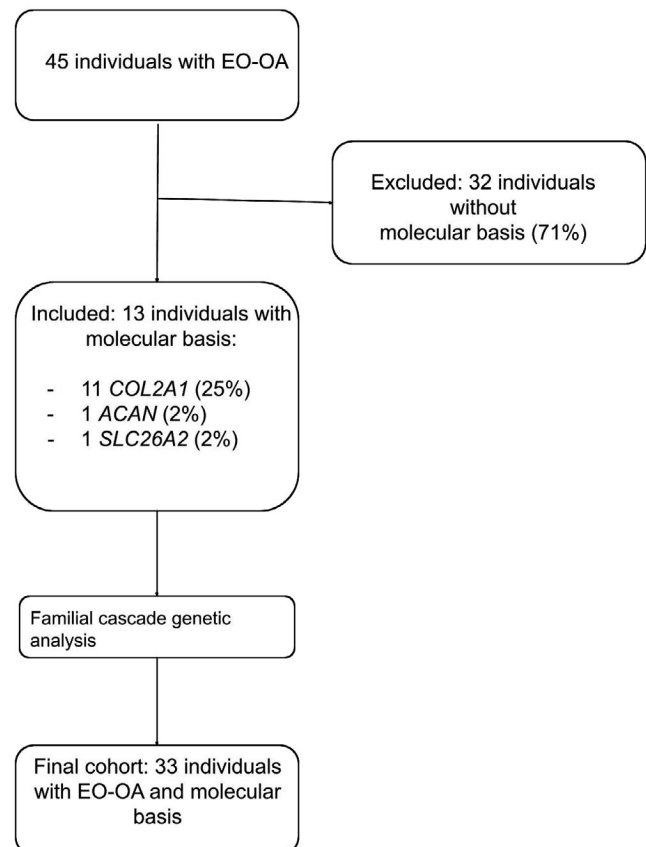 45 individuals with EO-OA
Excluded: 32 individuals
without
molecular basis (71%)
Included: 13 individuals with
molecular basis:
- 11 COL2A1 (25%)
- 1 ACAN (2%)
- 1 SLC26A2 (2%)
Familial cascade genetic
analysis
Final cohort: 33 individuals
with EO-OA and molecular
basis